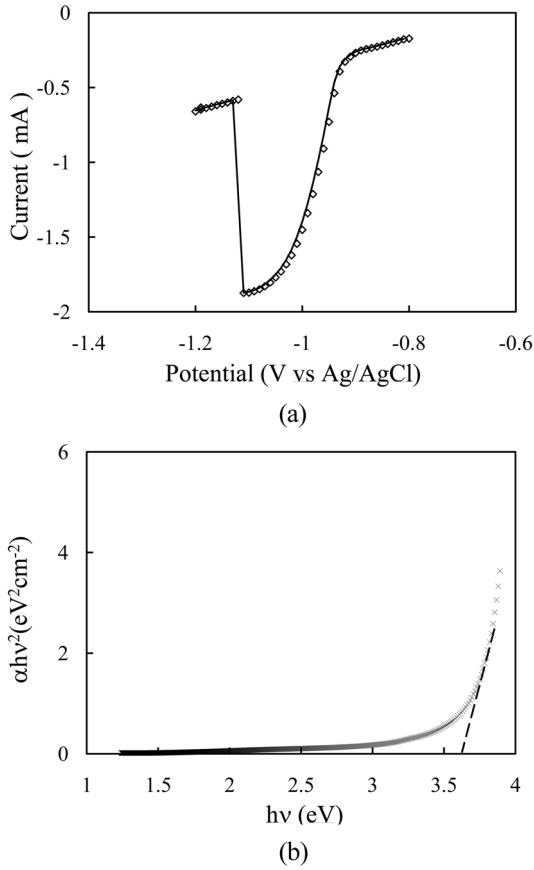 0
-0.5
-1
-1.5
-2
Current ( mA )
-1.4 -1.2 -1 -0.8 -0.6
Potential (V vs Ag/AgCl)
(a)
6
4
2
0
αhν²(eV²cm⁻²)
1 1.5 2 2.5 3 3.5 4
hν (eV)
(b)